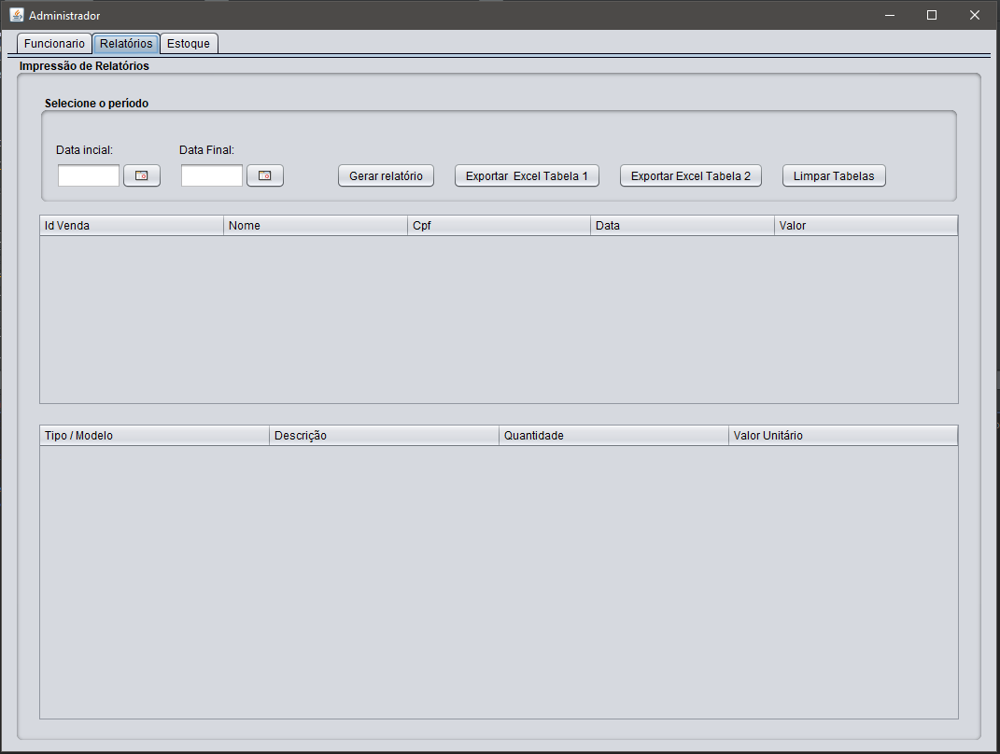 Administrador
Funcionario Relatórios Estoque
Impressão de Relatórios
Selecione o período
Data incial: Data Final:
Gerar relatório Exportar Excel Tabela 1 Exportar Excel Tabela 2 Limpar Tabelas
Id Venda Nome Cpf Data Valor
Tipo / Modelo Descrição Quantidade Valor Unitário